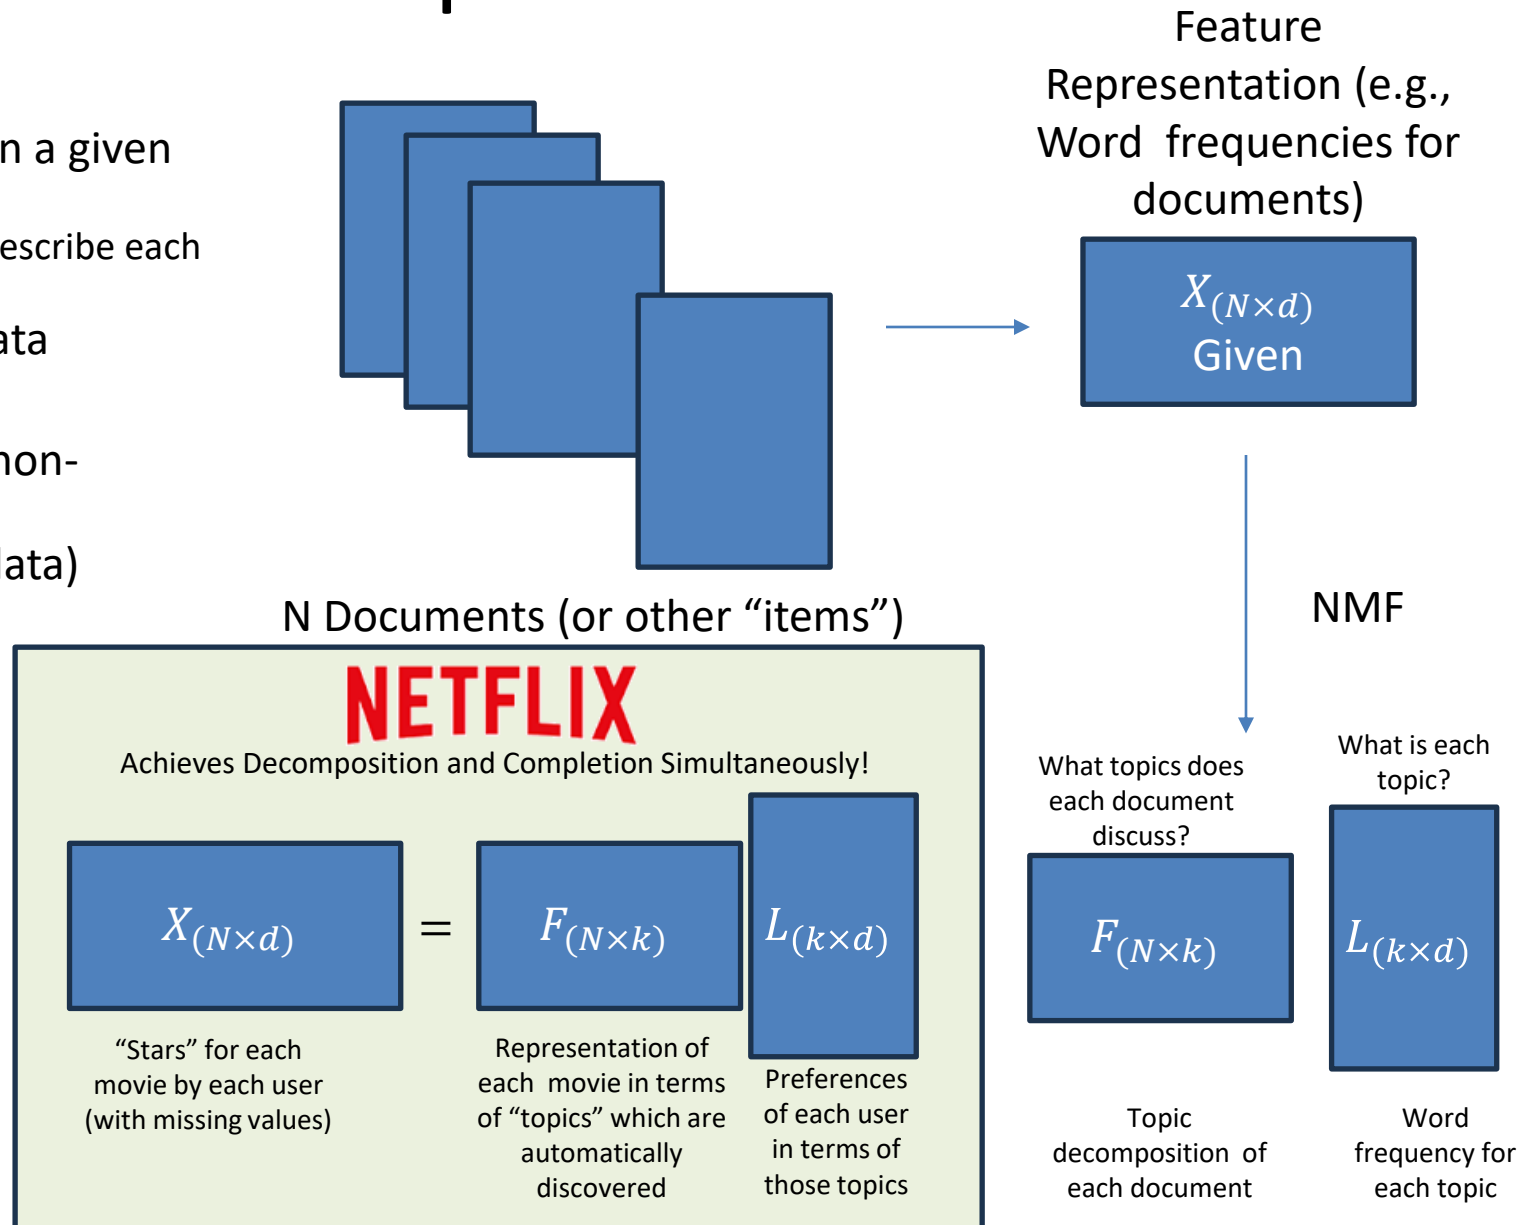 n a given
escribe each
ata
non-
data)
Feature
Representation (e.g.,
Word frequencies for
documents)
X(N×d)
Given
N Documents (or other “items”)
NMF
NETFLIX
Achieves Decomposition and Completion Simultaneously!
X(N×d)
=
F(N×k)
L(k×d)
“Stars” for each
movie by each user
(with missing values)
Representation of
each movie in terms
of “topics” which are
automatically
discovered
Preferences
of each user
in terms of
those topics
What topics does
each document
discuss?
What is each
topic?
F(N×k)
L(k×d)
Topic
decomposition of
each document
Word
frequency for
each topic